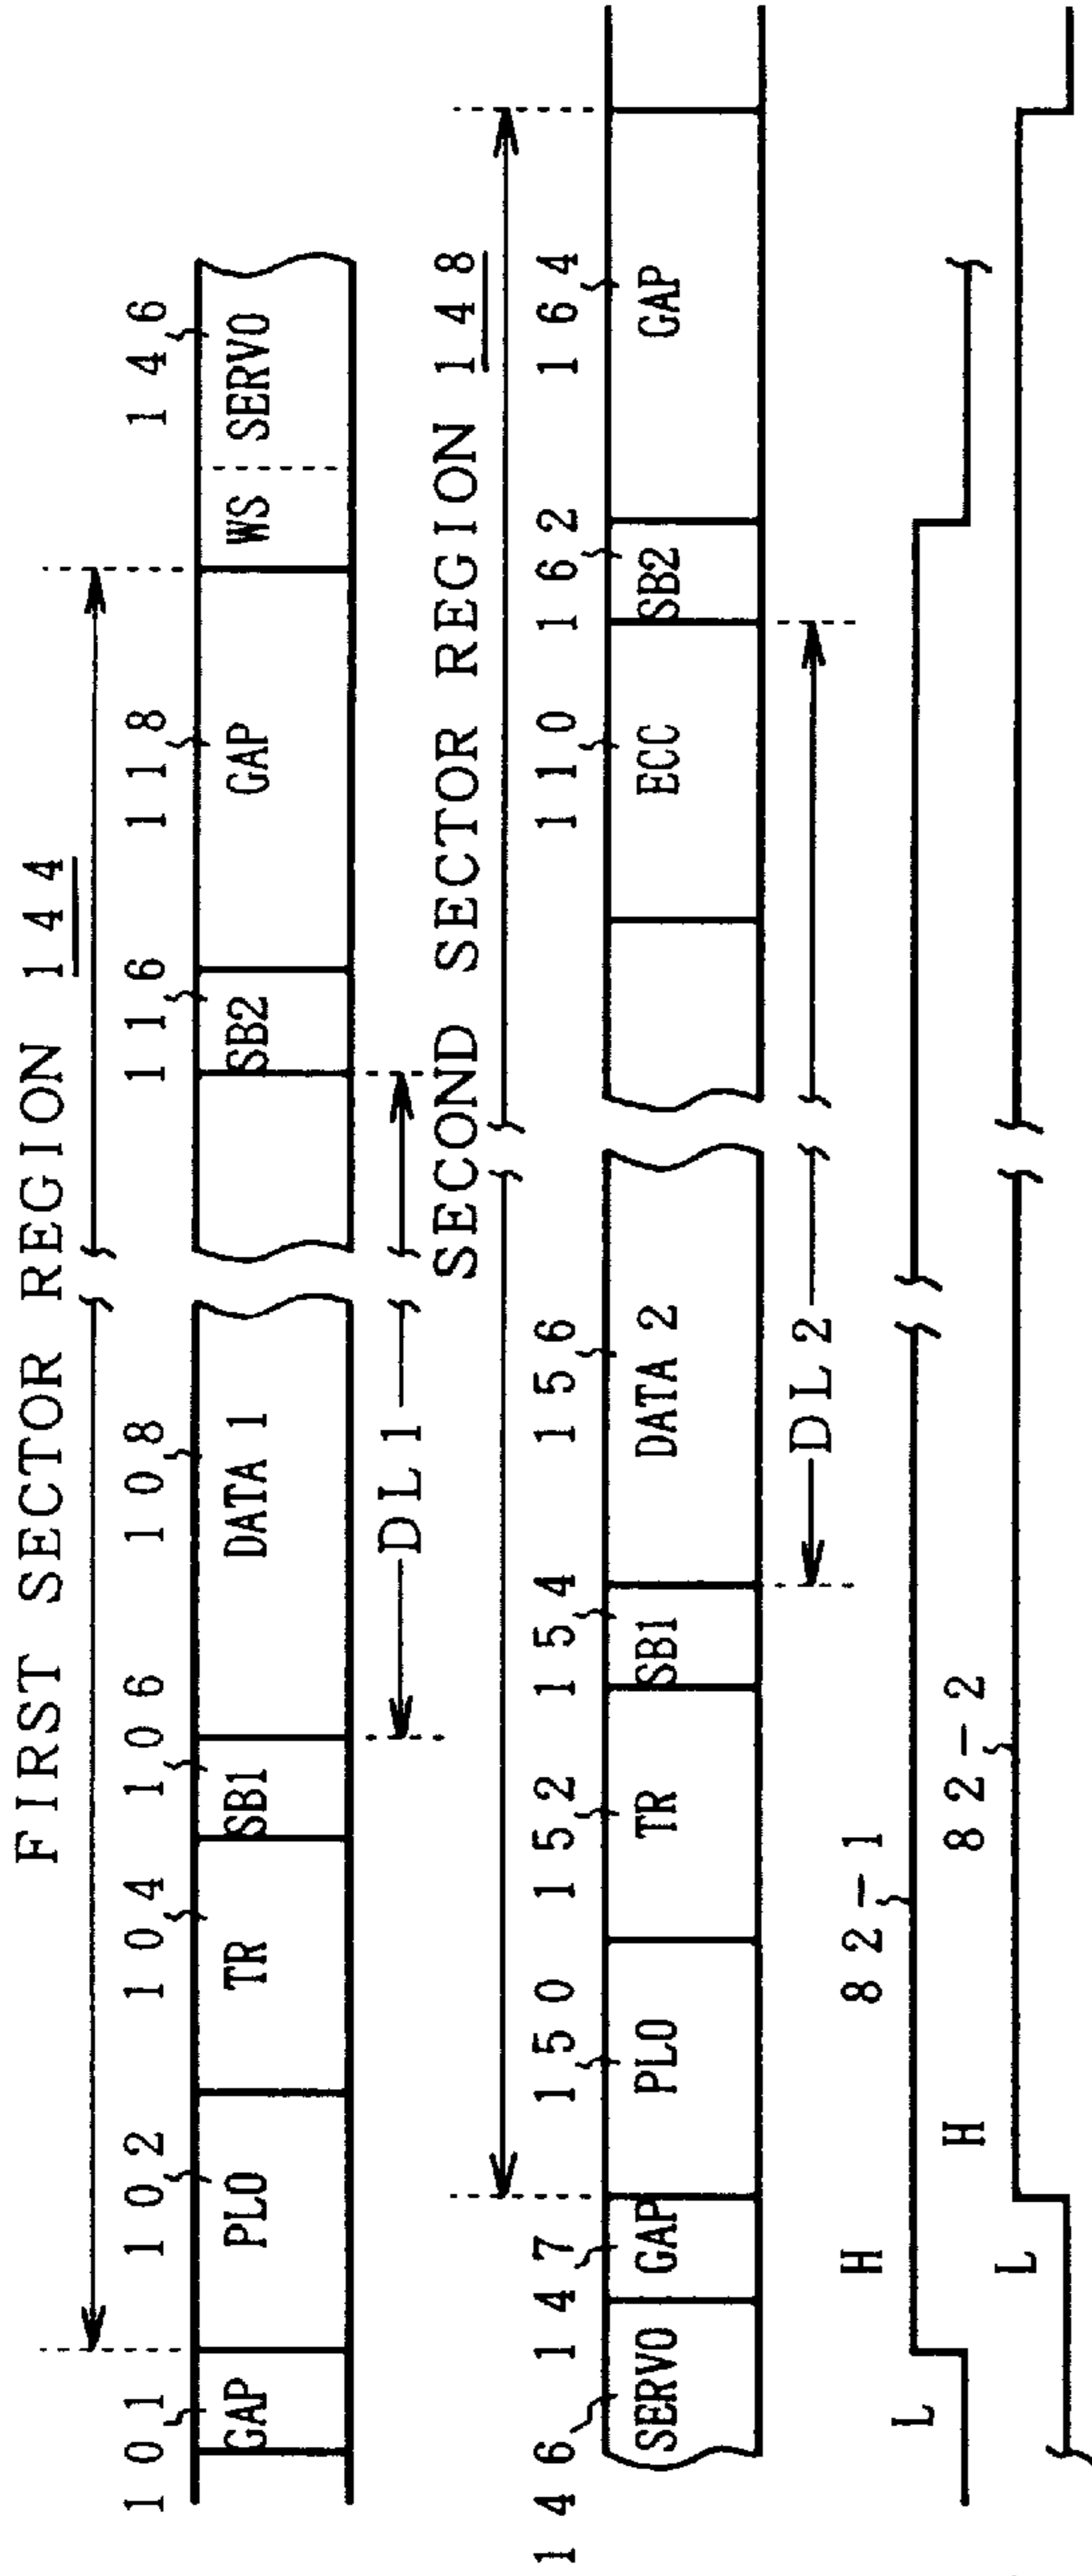 FIRST SECTOR REGION 144
101 102 104 106 108 116 118 146
GAP PLO TR SB1 DATA 1 SB2 GAP WS SERVO
DL1
SECOND SECTOR REGION 148
146 147 150 152 154 156 110 162 164
SERVO GAP PLO TR SB1 DATA 2 ECC SB2 GAP
DL2
82-1
L H
82-2
L H